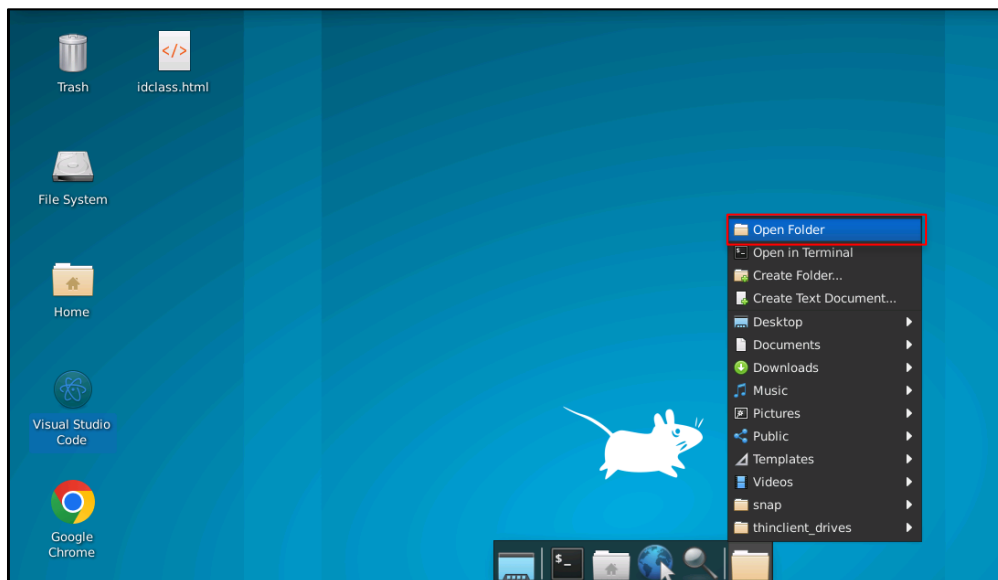 Trash
idclass.html
File System
Home
Visual Studio
Code
Google
Chrome
Open Folder
Open in Terminal
Create Folder...
Create Text Document...
Desktop
Documents
Downloads
Music
Pictures
Public
Templates
Videos
snap
thinclient_drives